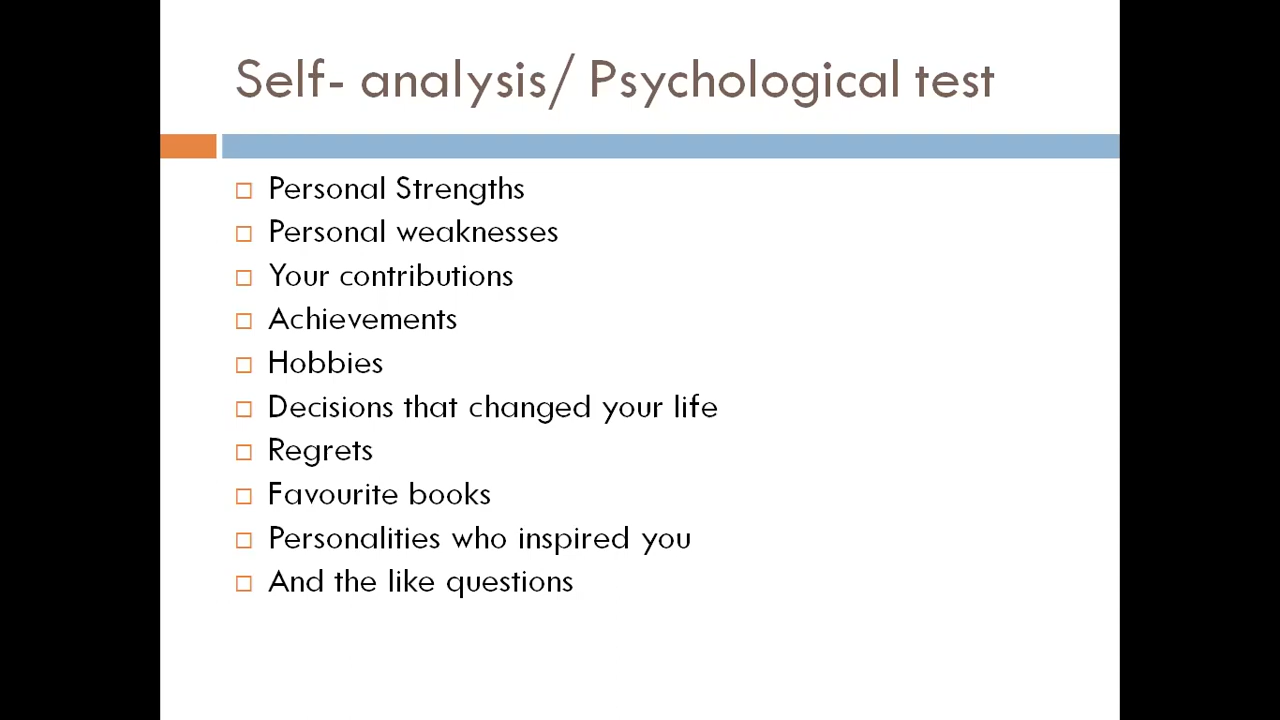 Self- analysis/ Psychological test
Personal Strengths
Personal weaknesses
Your contributions
Achievements
Hobbies
Decisions that changed your life
Regrets
Favourite books
Personalities who inspired you
And the like questions